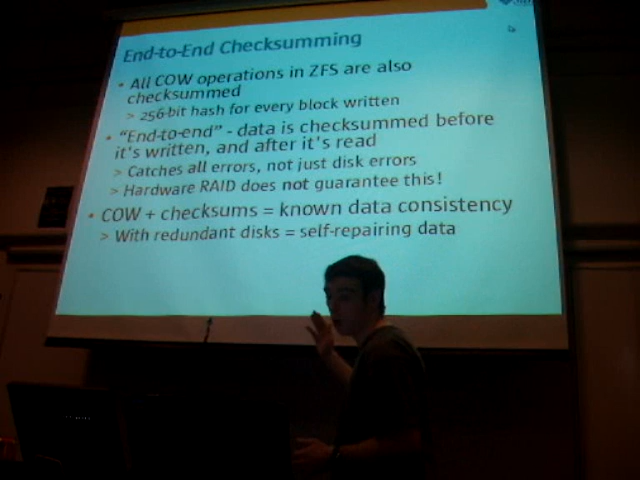 End-to-End Checksumming
• All COW operations in ZFS are also
checksummed
> 256-bit hash for every block written
• "End-to-end" - data is checksummed before
it's written, and after it's read
> Catches all errors, not just disk errors
> Hardware RAID does not guarantee this!
• COW + checksums = known data consistency
> With redundant disks = self-repairing data